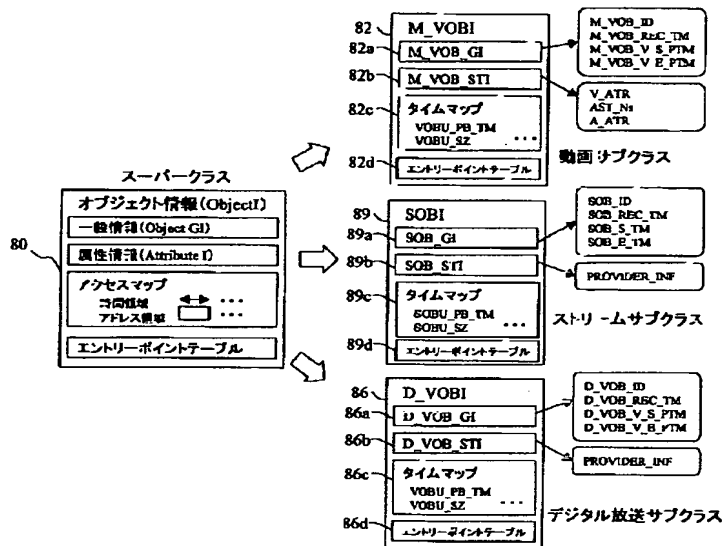 スーパークラス
80
オブジェクト情報(ObjectI)
一般情報(Object GI)
属性情報(Attribute I)
アクセスマップ
時間領域 ・・・
アドレス領域 ・・・
エントリーポイントテーブル
82
M_VOBI
82a
M_VOB_GI
82b
M_VOB_STI
82c
タイムマップ
VOBU_PB_TM
VOBU_SZ ・・・
82d
エントリーポイントテーブル
M_VOB_ID
M_VOB_REC_TM
M_VOB_V_S_PTM
M_VOB_V_E_PTM
V_ATR
AST_Ns
A_ATR
動画サブクラス
89
SOBI
89a
SOB_GI
89b
SOB_STI
89c
タイムマップ
SOBU_PB_TM
SOBU_SZ ・・・
89d
エントリーポイントテーブル
SOB_ID
SOB_REC_TM
SOB_S_TM
SOB_E_TM
PROVIDER_INF
ストリームサブクラス
86
D_VOBI
86a
D_VOB_GI
86b
D_VOB_STI
86c
タイムマップ
VOBU_PB_TM
VOBU_SZ ・・・
86d
エントリーポイントテーブル
D_VOB_ID
D_VOB_REC_TM
D_VOB_V_S_PTM
D_VOB_V_E_PTM
PROVIDER_INF
デジタル放送サブクラス